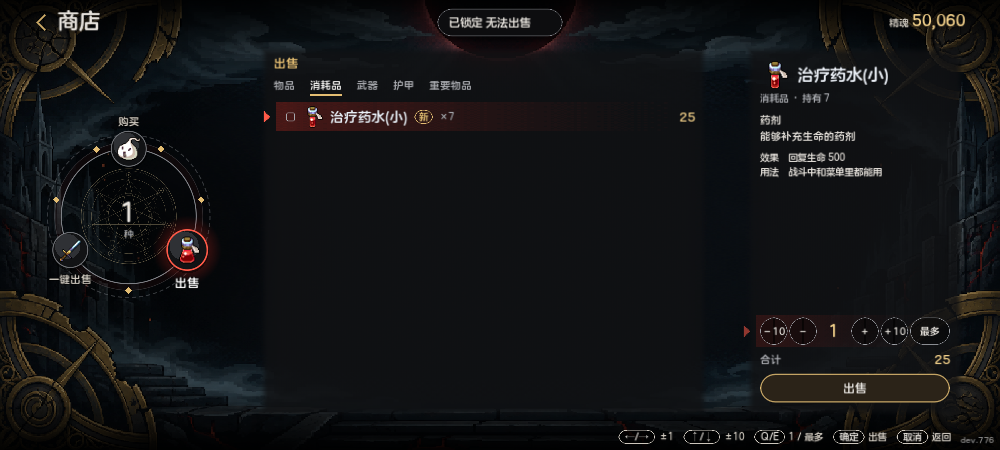 商店
已锁定 无法出售
精魂 50,060
购买
1
种
一键出售
出售
出售
物品 消耗品 武器 护甲 重要物品
治疗药水(小) 新 ×7 25
治疗药水(小)
消耗品 · 持有 7
药剂
能够补充生命的药剂
效果 回复生命 500
用法 战斗中和菜单里都能用
−10 − 1 + +10 最多
合计 25
出售
←/→ ±1 ↑/↓ ±10 Q/E 1 / 最多 确定 出售 取消 返回
dev.776